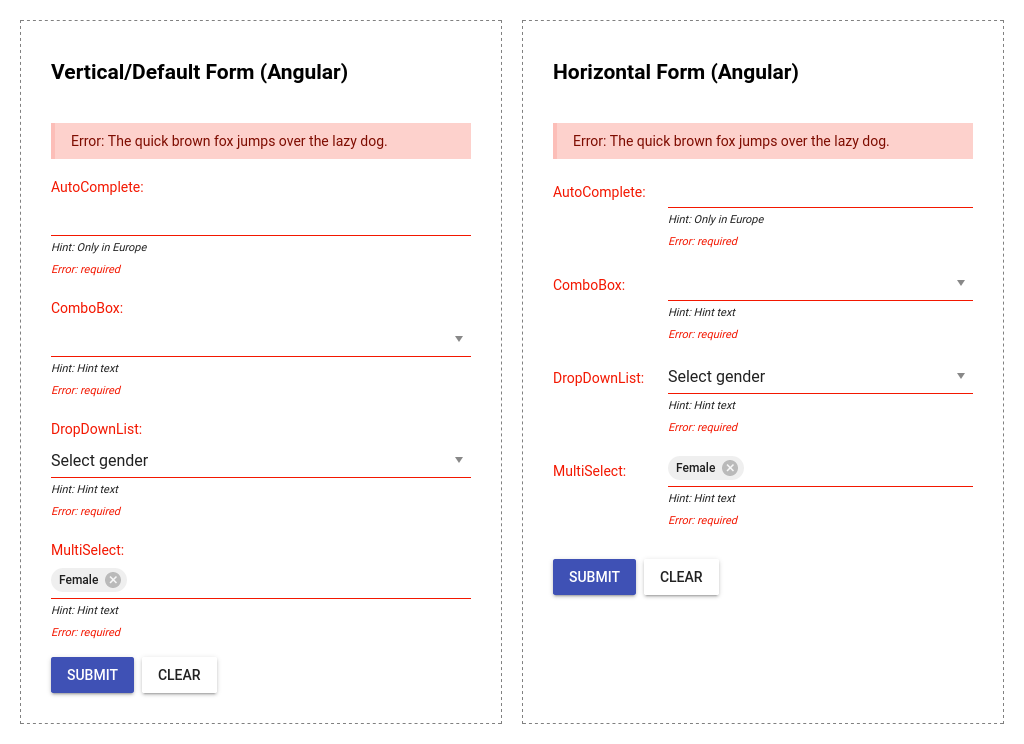 Vertical/Default Form (Angular)
Error: The quick brown fox jumps over the lazy dog.
AutoComplete:
Hint: Only in Europe
Error: required
ComboBox:
Hint: Hint text
Error: required
DropDownList:
Select gender
Hint: Hint text
Error: required
MultiSelect:
Female
Hint: Hint text
Error: required
SUBMIT CLEAR
Horizontal Form (Angular)
Error: The quick brown fox jumps over the lazy dog.
AutoComplete:
Hint: Only in Europe
Error: required
ComboBox:
Hint: Hint text
Error: required
DropDownList: Select gender
Hint: Hint text
Error: required
MultiSelect: Female
Hint: Hint text
Error: required
SUBMIT CLEAR